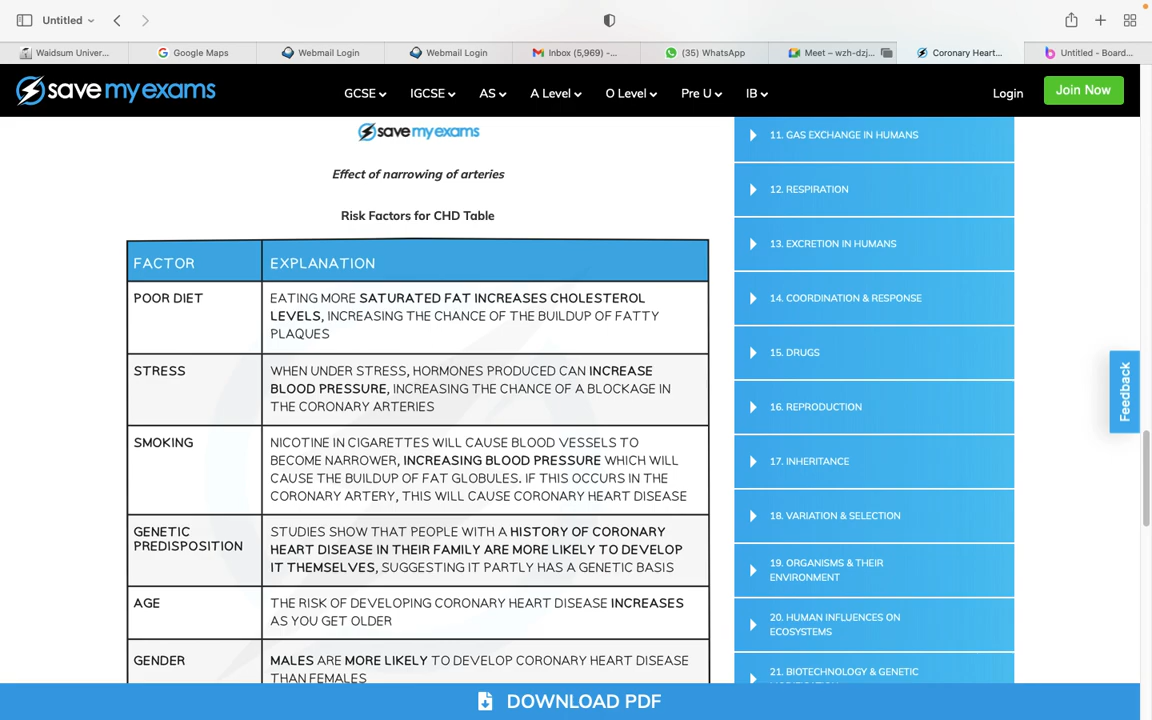 Untitled
Waidsum Univer...
Google Maps
Webmail Login
Webmail Login
Inbox (5,969) -...
(35) WhatsApp
Meet – wzh-dzj...
Coronary Heart...
Untitled - Board...
save my exams
GCSE
IGCSE
AS
A Level
O Level
Pre U
IB
Login
Join Now
save my exams
Effect of narrowing of arteries
Risk Factors for CHD Table
FACTOR
EXPLANATION
POOR DIET
EATING MORE SATURATED FAT INCREASES CHOLESTEROL
LEVELS, INCREASING THE CHANCE OF THE BUILDUP OF FATTY
PLAQUES
STRESS
WHEN UNDER STRESS, HORMONES PRODUCED CAN INCREASE
BLOOD PRESSURE, INCREASING THE CHANCE OF A BLOCKAGE IN
THE CORONARY ARTERIES
SMOKING
NICOTINE IN CIGARETTES WILL CAUSE BLOOD VESSELS TO
BECOME NARROWER, INCREASING BLOOD PRESSURE WHICH WILL
CAUSE THE BUILDUP OF FAT GLOBULES. IF THIS OCCURS IN THE
CORONARY ARTERY, THIS WILL CAUSE CORONARY HEART DISEASE
GENETIC
PREDISPOSITION
STUDIES SHOW THAT PEOPLE WITH A HISTORY OF CORONARY
HEART DISEASE IN THEIR FAMILY ARE MORE LIKELY TO DEVELOP
IT THEMSELVES, SUGGESTING IT PARTLY HAS A GENETIC BASIS
AGE
THE RISK OF DEVELOPING CORONARY HEART DISEASE INCREASES
AS YOU GET OLDER
GENDER
MALES ARE MORE LIKELY TO DEVELOP CORONARY HEART DISEASE
THAN FEMALES
11. GAS EXCHANGE IN HUMANS
12. RESPIRATION
13. EXCRETION IN HUMANS
14. COORDINATION & RESPONSE
15. DRUGS
16. REPRODUCTION
17. INHERITANCE
18. VARIATION & SELECTION
19. ORGANISMS & THEIR
ENVIRONMENT
20. HUMAN INFLUENCES ON
ECOSYSTEMS
21. BIOTECHNOLOGY & GENETIC
Feedback
DOWNLOAD PDF